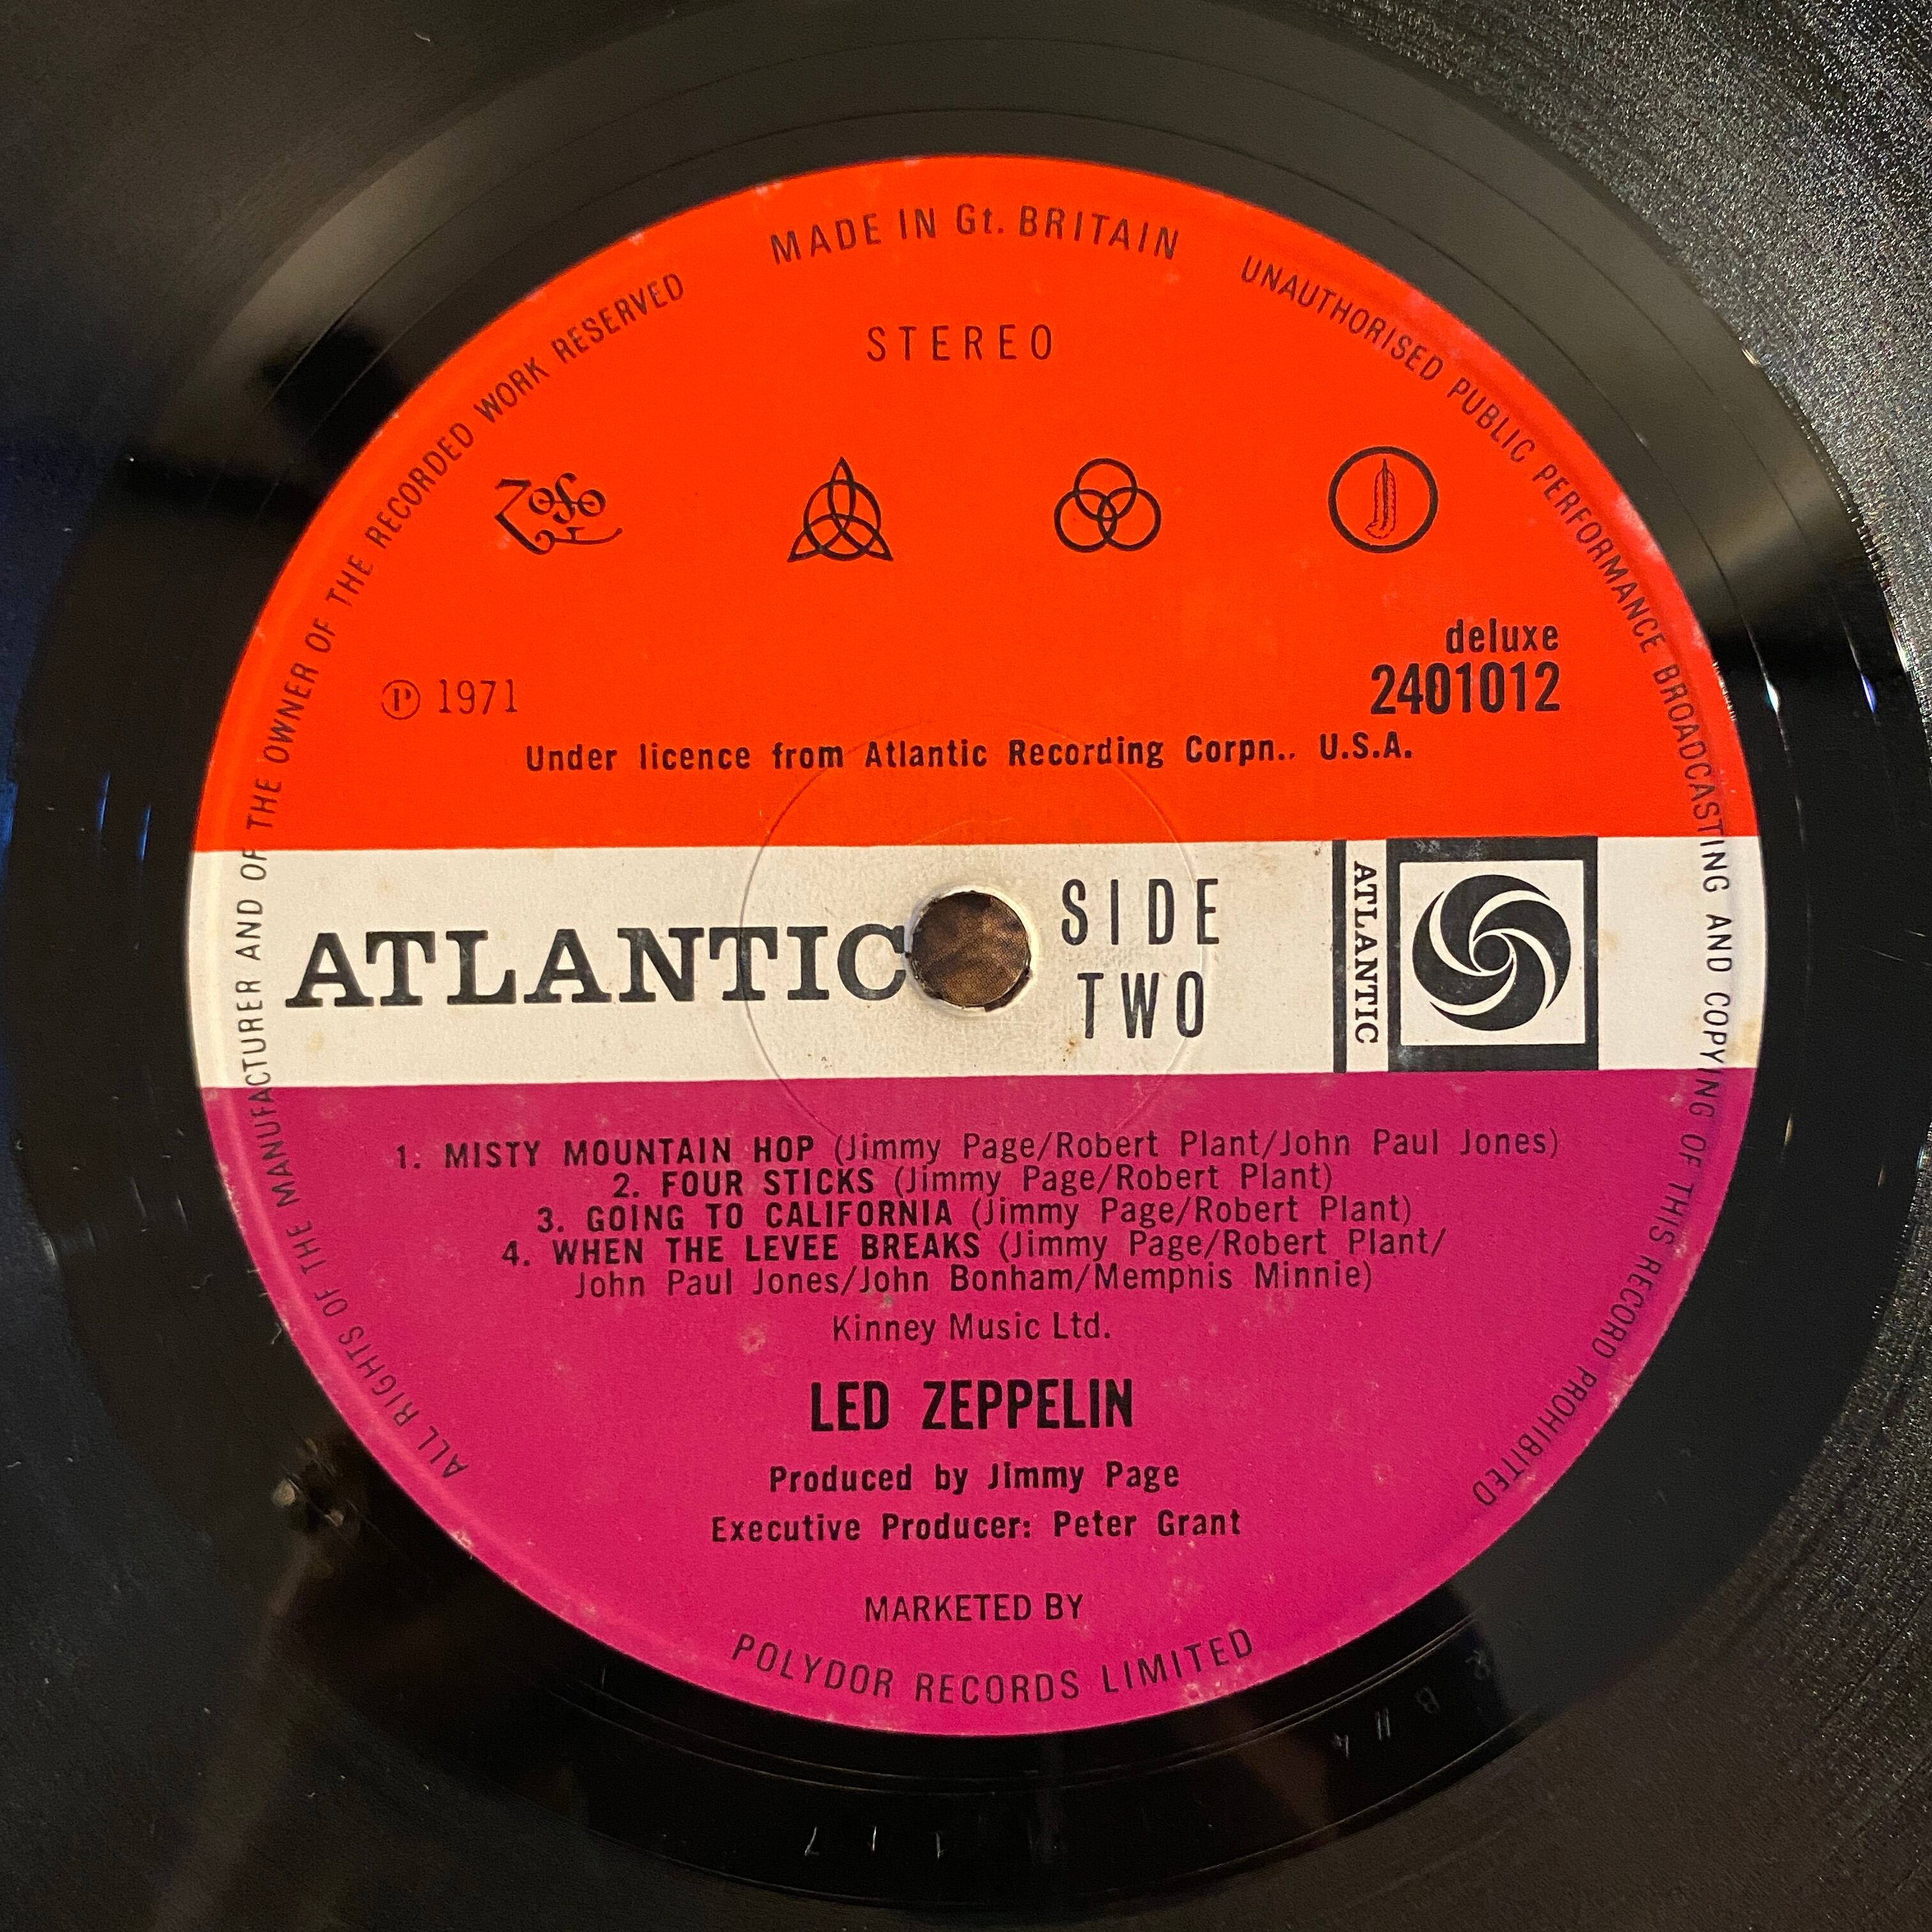 MADE IN Gt. BRITAIN
ALL RIGHTS OF THE MANUFACTURER AND OF THE OWNER OF THE RECORDED WORK RESERVED
UNAUTHORISED PUBLIC PERFORMANCE BROADCASTING AND COPYING OF THIS RECORD PROHIBITED
STEREO
deluxe
℗ 1971
2401012
Under licence from Atlantic Recording Corpn.. U.S.A.
ATLANTIC
SIDE
TWO
ATLANTIC
1. MISTY MOUNTAIN HOP (Jimmy Page/Robert Plant/John Paul Jones)
2. FOUR STICKS (Jimmy Page/Robert Plant)
3. GOING TO CALIFORNIA (Jimmy Page/Robert Plant)
4. WHEN THE LEVEE BREAKS (Jimmy Page/Robert Plant/
John Paul Jones/John Bonham/Memphis Minnie)
Kinney Music Ltd.
LED ZEPPELIN
Produced by Jimmy Page
Executive Producer: Peter Grant
MARKETED BY
POLYDOR RECORDS LIMITED